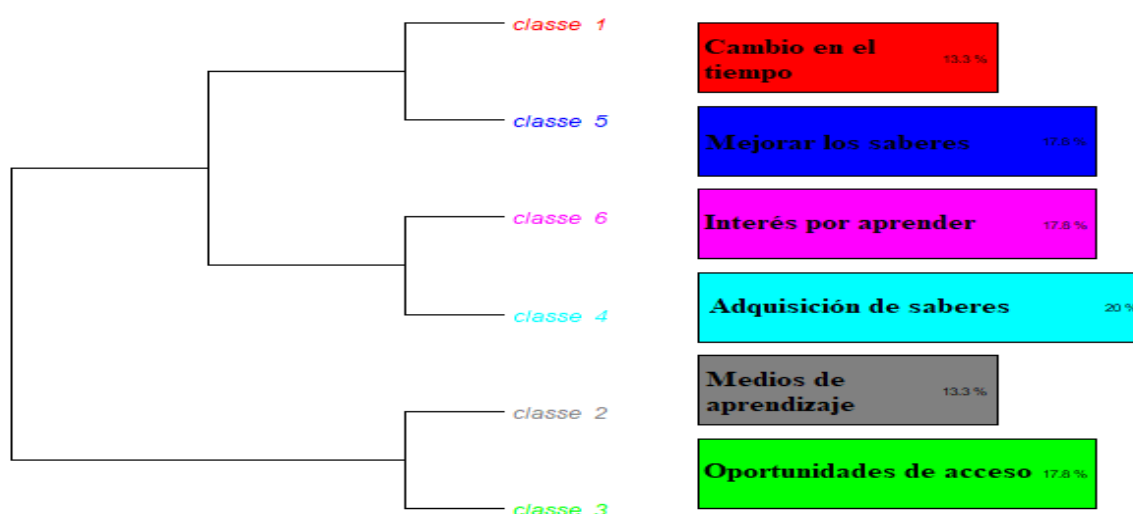 classe 1
Cambio en el
tiempo
13.3 %
classe 5
Mejorar los saberes
17.8 %
classe 6
Interés por aprender
17.8 %
classe 4
Adquisición de saberes
20 %
classe 2
Medios de
aprendizaje
13.3 %
classe 3
Oportunidades de acceso
17.8 %